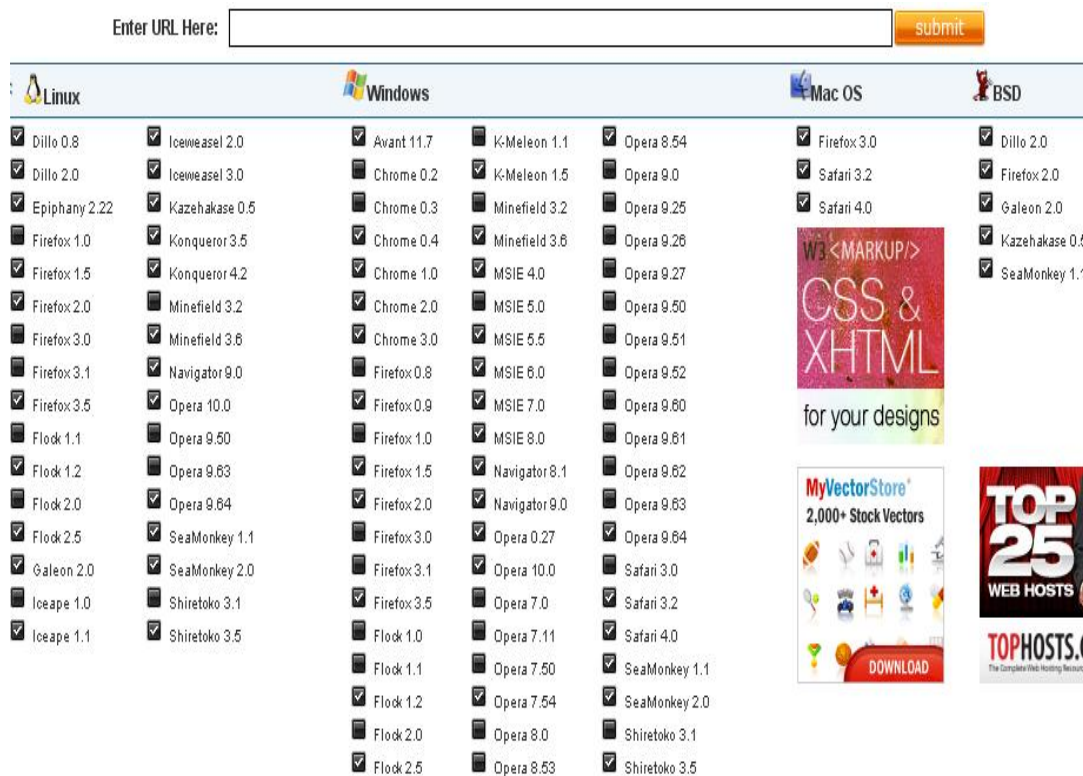 Enter URL Here:
submit
Linux
Windows
Mac OS
BSD
Dillo 0.8
Dillo 2.0
Epiphany 2.22
Firefox 1.0
Firefox 1.5
Firefox 2.0
Firefox 3.0
Firefox 3.1
Firefox 3.5
Flock 1.1
Flock 1.2
Flock 2.0
Flock 2.5
Galeon 2.0
Iceape 1.0
Iceape 1.1
Iceweasel 2.0
Iceweasel 3.0
Kazehakase 0.5
Konqueror 3.5
Konqueror 4.2
Minefield 3.2
Minefield 3.6
Navigator 9.0
Opera 10.0
Opera 9.50
Opera 9.63
Opera 9.64
SeaMonkey 1.1
SeaMonkey 2.0
Shiretoko 3.1
Shiretoko 3.5
Avant 11.7
Chrome 0.2
Chrome 0.3
Chrome 0.4
Chrome 1.0
Chrome 2.0
Chrome 3.0
Firefox 0.8
Firefox 0.9
Firefox 1.0
Firefox 1.5
Firefox 2.0
Firefox 3.0
Firefox 3.1
Firefox 3.5
Flock 1.0
Flock 1.1
Flock 1.2
Flock 2.0
Flock 2.5
K-Meleon 1.1
K-Meleon 1.5
Minefield 3.2
Minefield 3.6
MSIE 4.0
MSIE 5.0
MSIE 5.5
MSIE 6.0
MSIE 7.0
MSIE 8.0
Navigator 8.1
Navigator 9.0
Opera 0.27
Opera 10.0
Opera 7.0
Opera 7.11
Opera 7.50
Opera 7.54
Opera 8.0
Opera 8.53
Opera 8.54
Opera 9.0
Opera 9.25
Opera 9.26
Opera 9.27
Opera 9.50
Opera 9.51
Opera 9.52
Opera 9.60
Opera 9.61
Opera 9.62
Opera 9.63
Opera 9.64
Safari 3.0
Safari 3.2
Safari 4.0
SeaMonkey 1.1
SeaMonkey 2.0
Shiretoko 3.1
Shiretoko 3.5
Firefox 3.0
Safari 3.2
Safari 4.0
W3 <MARKUP/>
CSS &
XHTML
for your designs
MyVectorStore
2,000+ Stock Vectors
DOWNLOAD
Dillo 2.0
Firefox 2.0
Galeon 2.0
Kazehakase 0.5
SeaMonkey 1.1
TOP
25
WEB HOSTS
TOPHOSTS.
The Complete Web Hosting